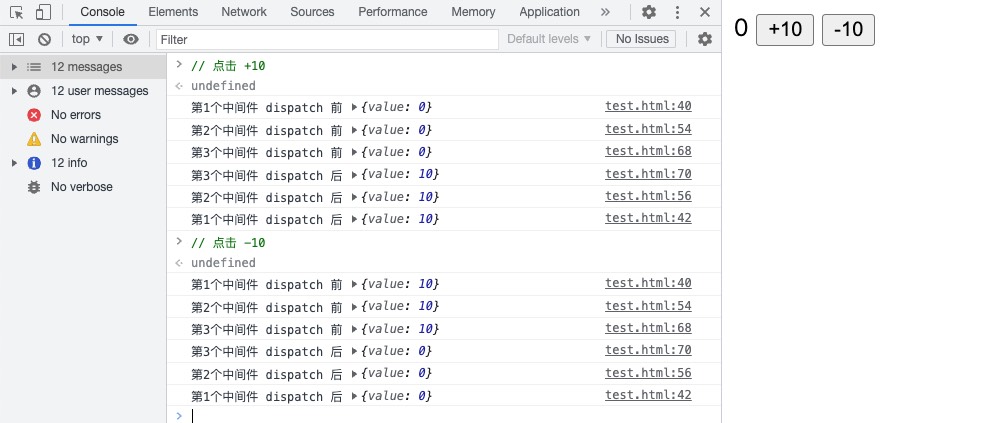 Console Elements Network Sources Performance Memory Application »
top ▼ Filter Default levels ▼ No Issues
12 messages
12 user messages
No errors
No warnings
12 info
No verbose
// 点击 +10
undefined
第1个中间件 dispatch 前 ▶{value: 0} test.html:40
第2个中间件 dispatch 前 ▶{value: 0} test.html:54
第3个中间件 dispatch 前 ▶{value: 0} test.html:68
第3个中间件 dispatch 后 ▶{value: 10} test.html:70
第2个中间件 dispatch 后 ▶{value: 10} test.html:56
第1个中间件 dispatch 后 ▶{value: 10} test.html:42
// 点击 -10
undefined
第1个中间件 dispatch 前 ▶{value: 10} test.html:40
第2个中间件 dispatch 前 ▶{value: 10} test.html:54
第3个中间件 dispatch 前 ▶{value: 10} test.html:68
第3个中间件 dispatch 后 ▶{value: 0} test.html:70
第2个中间件 dispatch 后 ▶{value: 0} test.html:56
第1个中间件 dispatch 后 ▶{value: 0} test.html:42
0 +10 -10